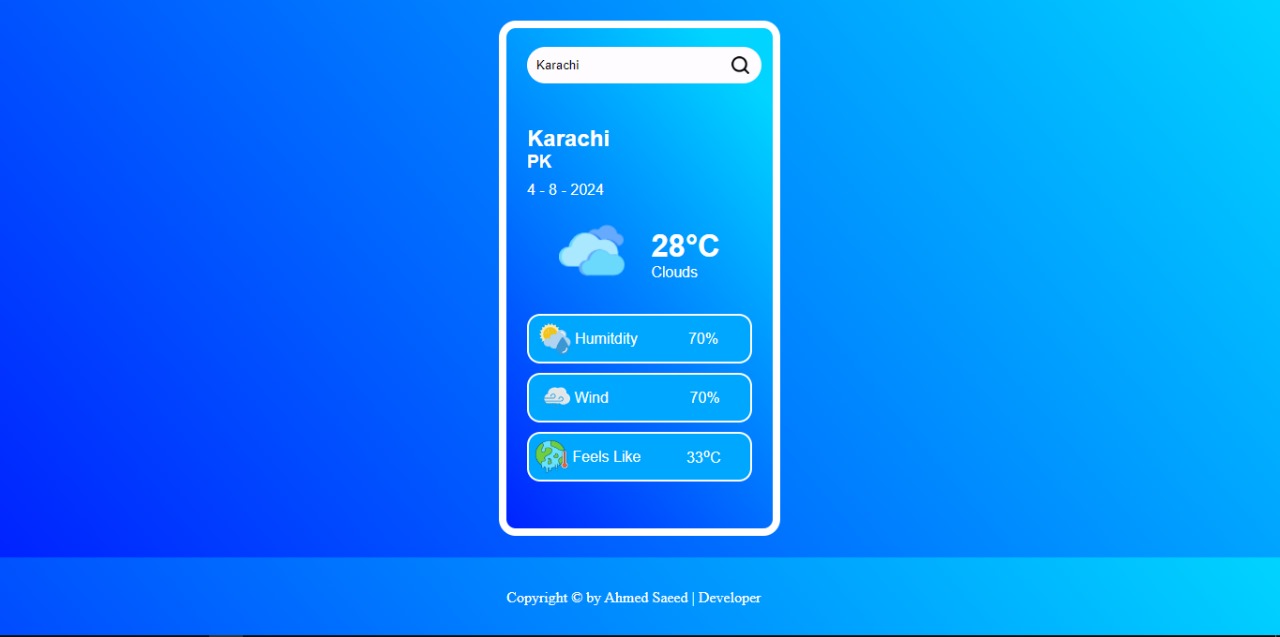 Karachi
Karachi
PK
4 - 8 - 2024
28°C
Clouds
Humitdity 70%
Wind 70%
Feels Like 33ºC
Copyright © by Ahmed Saeed | Developer